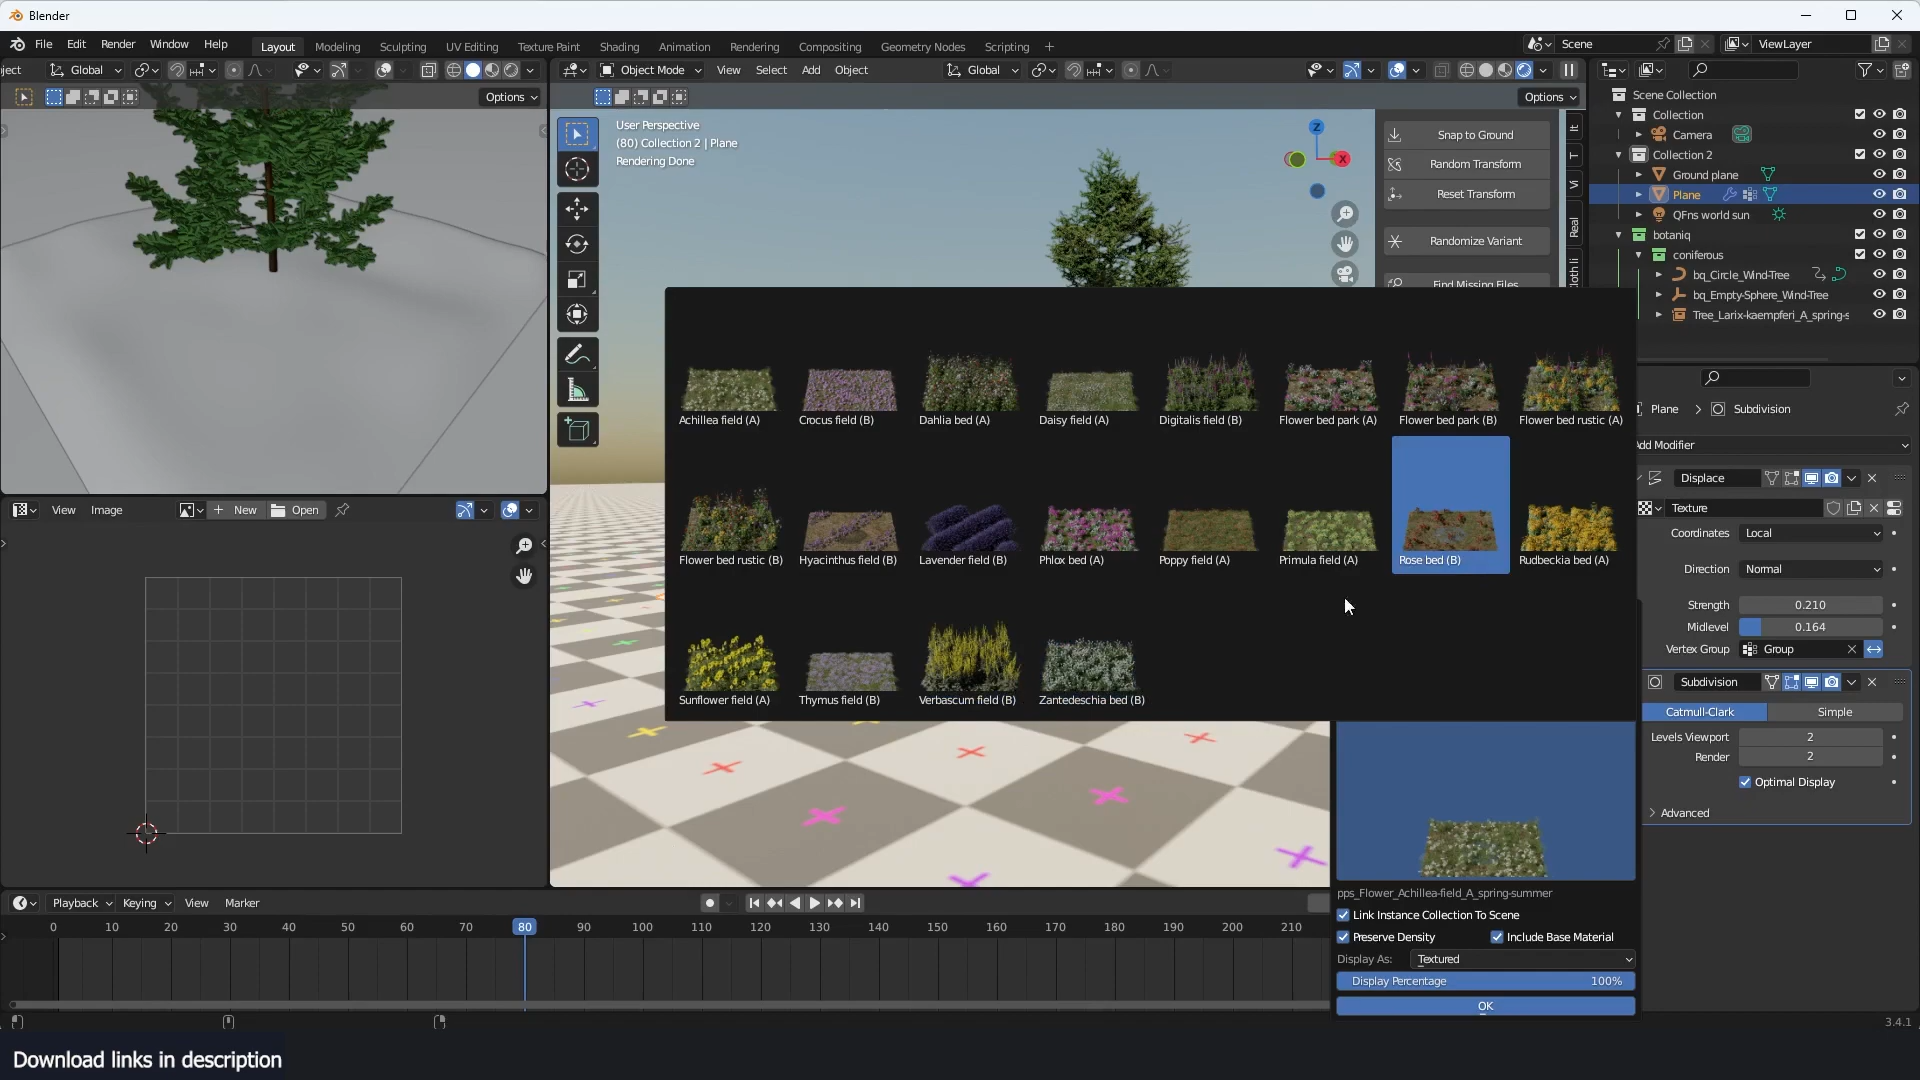 Blender
File Edit Render Window Help
Layout Modeling Sculpting UV Editing Texture Paint Shading Animation Rendering Compositing Geometry Nodes Scripting
Scene
ViewLayer
ject Global
Options
Object Mode View Select Add Object
Global
Options
User Perspective
(80) Collection 2 | Plane
Rendering Done
Z
X
Snap to Ground
Random Transform
Reset Transform
Randomize Variant
Find Missing Files
It
T
Vi
Real
Cloth
Scene Collection
Collection
Camera
Collection 2
Ground plane
Plane
QFns world sun
botaniq
coniferous
bq_Circle_Wind-Tree
bq_Empty-Sphere_Wind-Tree
Tree_Larix-kaempferi_A_spring-s
Achillea field (A)
Crocus field (B)
Dahlia bed (A)
Daisy field (A)
Digitalis field (B)
Flower bed park (A)
Flower bed park (B)
Flower bed rustic (A)
Flower bed rustic (B)
Hyacinthus field (B)
Lavender field (B)
Phlox bed (A)
Poppy field (A)
Primula field (A)
Rose bed (B)
Rudbeckia bed (A)
Sunflower field (A)
Thymus field (B)
Verbascum field (B)
Zantedeschia bed (B)
Plane > Subdivision
Add Modifier
Displace
Texture
Coordinates Local
Direction Normal
Strength 0.210
Midlevel 0.164
Vertex Group Group
Subdivision
Catmull-Clark Simple
Levels Viewport 2
Render 2
Optimal Display
Advanced
View Image New Open
pps_Flower_Achillea-field_A_spring-summer
Link Instance Collection To Scene
Preserve Density Include Base Material
Display As: Textured
Display Percentage 100%
OK
Playback Keying View Marker
0 10 20 30 40 50 60 70 80 90 100 110 120 130 140 150 160 170 180 190 200 210
3.4.1
Download links in description